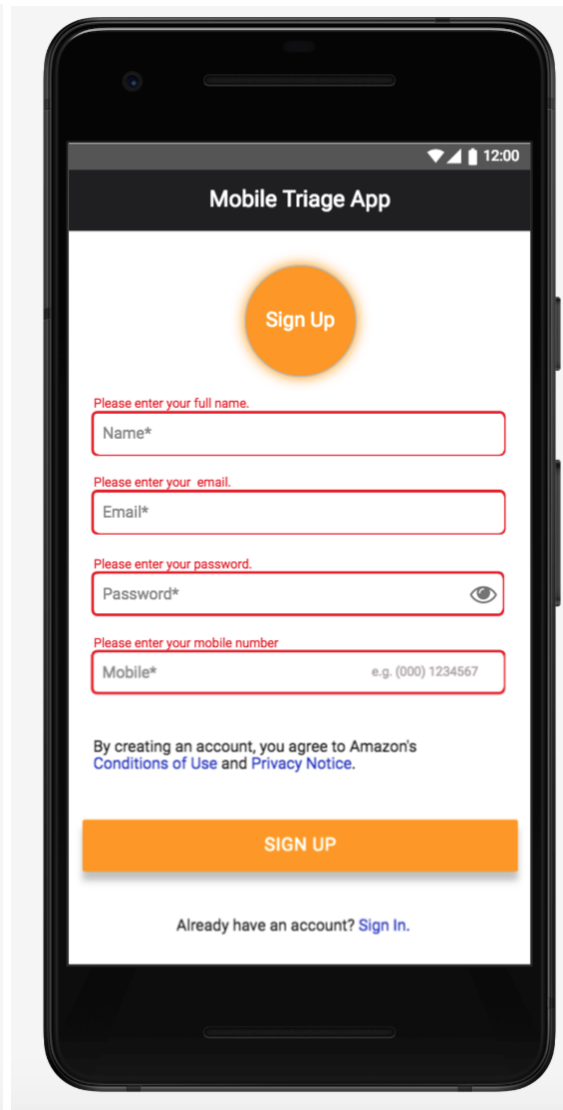 12:00
Mobile Triage App
Sign Up
Please enter your full name.
Name*
Please enter your  email.
Email*
Please enter your password.
Password*
Please enter your mobile number
Mobile* e.g. (000) 1234567
By creating an account, you agree to Amazon's
Conditions of Use and Privacy Notice.
SIGN UP
Already have an account? Sign In.